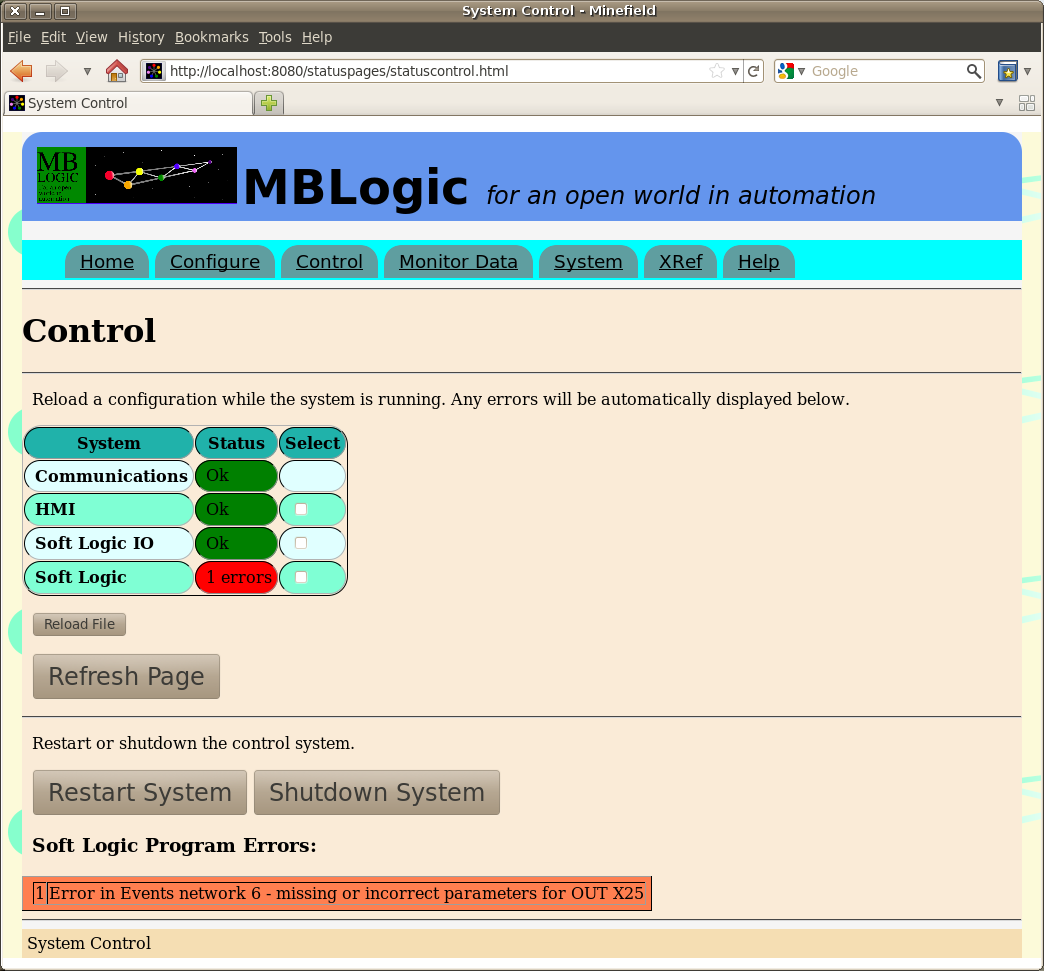 System Control - Minefield
File Edit View History Bookmarks Tools Help
http://localhost:8080/statuspages/statuscontrol.html Google
System Control
MB
LOGIC
MBLogic for an open world in automation
Home Configure Control Monitor Data System XRef Help
Control
Reload a configuration while the system is running. Any errors will be automatically displayed below.
System Status Select
Communications Ok
HMI Ok
Soft Logic IO Ok
Soft Logic 1 errors
Reload File
Refresh Page
Restart or shutdown the control system.
Restart System Shutdown System
Soft Logic Program Errors:
1 Error in Events network 6 - missing or incorrect parameters for OUT X25
System Control